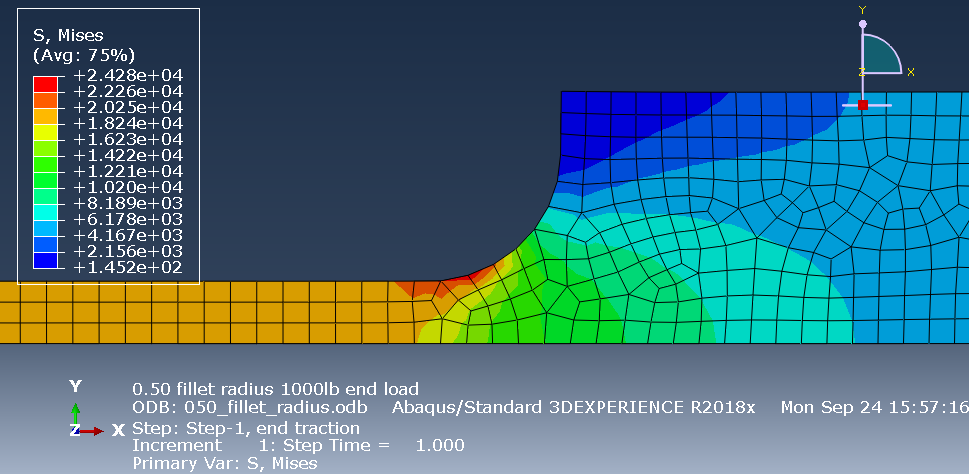 S, Mises
(Avg: 75%)
+2.428e+04
+2.226e+04
+2.025e+04
+1.824e+04
+1.623e+04
+1.422e+04
+1.221e+04
+1.020e+04
+8.189e+03
+6.178e+03
+4.167e+03
+2.156e+03
+1.452e+02
Y
Z X
Y
Z X
0.50 fillet radius 1000lb end load
ODB: 050_fillet_radius.odb Abaqus/Standard 3DEXPERIENCE R2018x Mon Sep 24 15:57:16
Step: Step-1, end traction
Increment 1: Step Time = 1.000
Primary Var: S, Mises